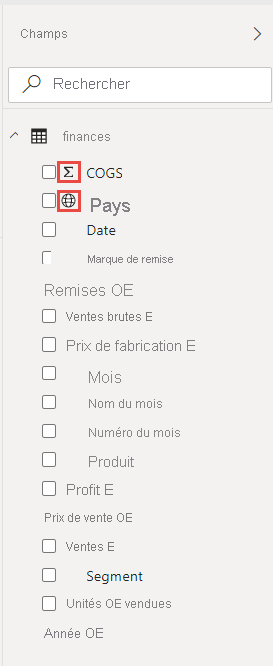 Champs
Rechercher
finances
Σ COGS
Pays
Date
Marque de remise
Remises OE
Ventes brutes E
Prix de fabrication E
Mois
Nom du mois
Numéro du mois
Produit
Profit E
Prix de vente OE
Ventes E
Segment
Unités OE vendues
Année OE